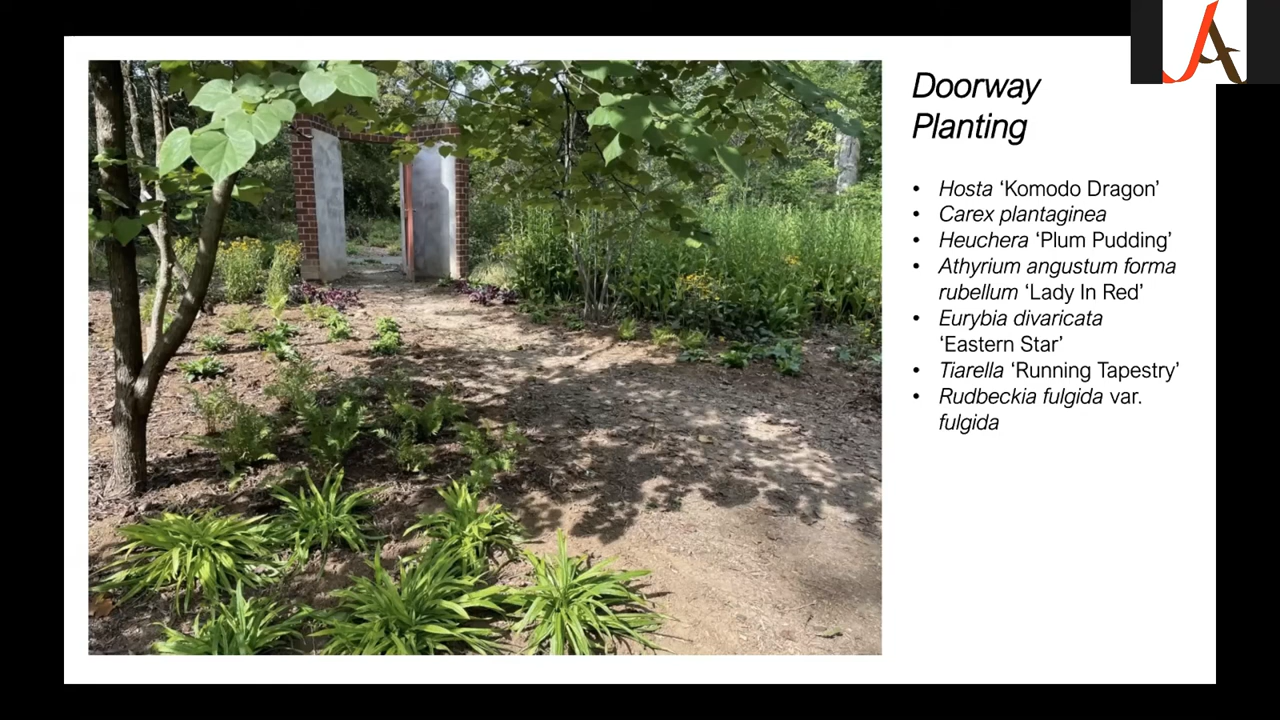 Doorway
Planting
• Hosta ‘Komodo Dragon’
• Carex plantaginea
• Heuchera ‘Plum Pudding’
• Athyrium angustum forma
rubellum ‘Lady In Red’
• Eurybia divaricata
‘Eastern Star’
• Tiarella ‘Running Tapestry’
• Rudbeckia fulgida var.
fulgida